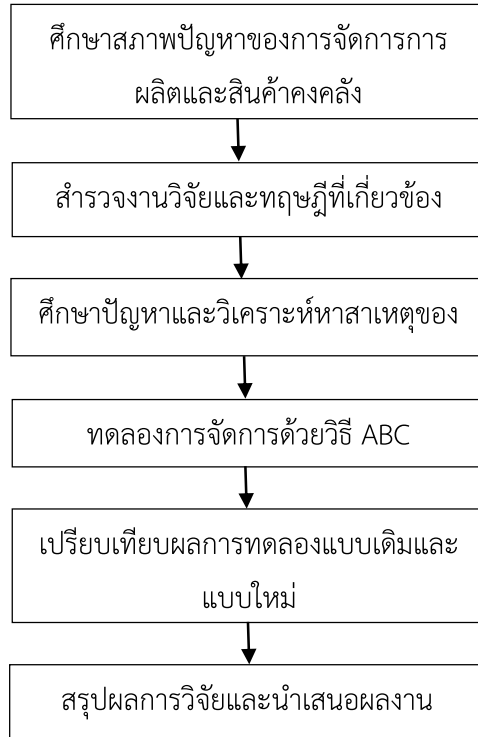 ศึกษาสภาพปัญหาของการจัดการการ
ผลิตและสินค้าคงคลัง
สำรวจงานวิจัยและทฤษฎีที่เกี่ยวข้อง
ศึกษาปัญหาและวิเคราะห์หาสาเหตุของ
ทดลองการจัดการด้วยวิธี ABC
เปรียบเทียบผลการทดลองแบบเดิมและ
แบบใหม่
สรุปผลการวิจัยและนำเสนอผลงาน